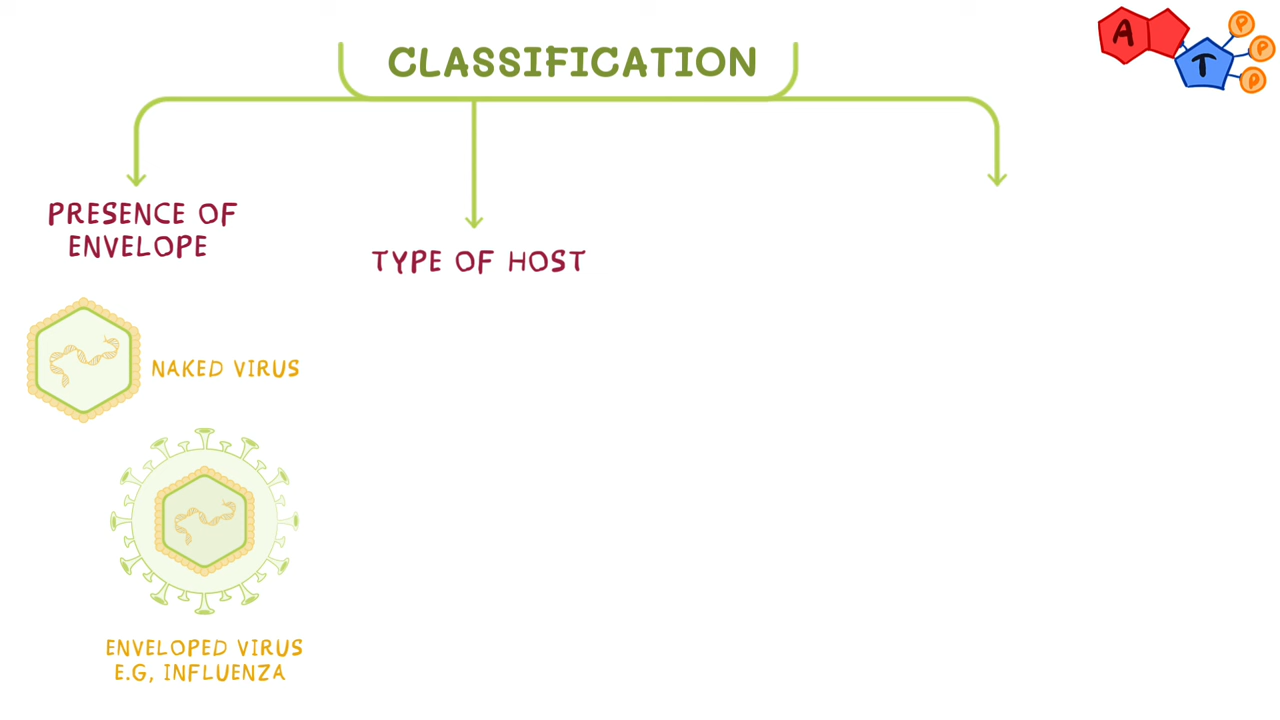 CLASSIFICATION
A
T
P
P
P
PRESENCE OF
ENVELOPE
TYPE OF HOST
NAKED VIRUS
ENVELOPED VIRUS
E.G, INFLUENZA